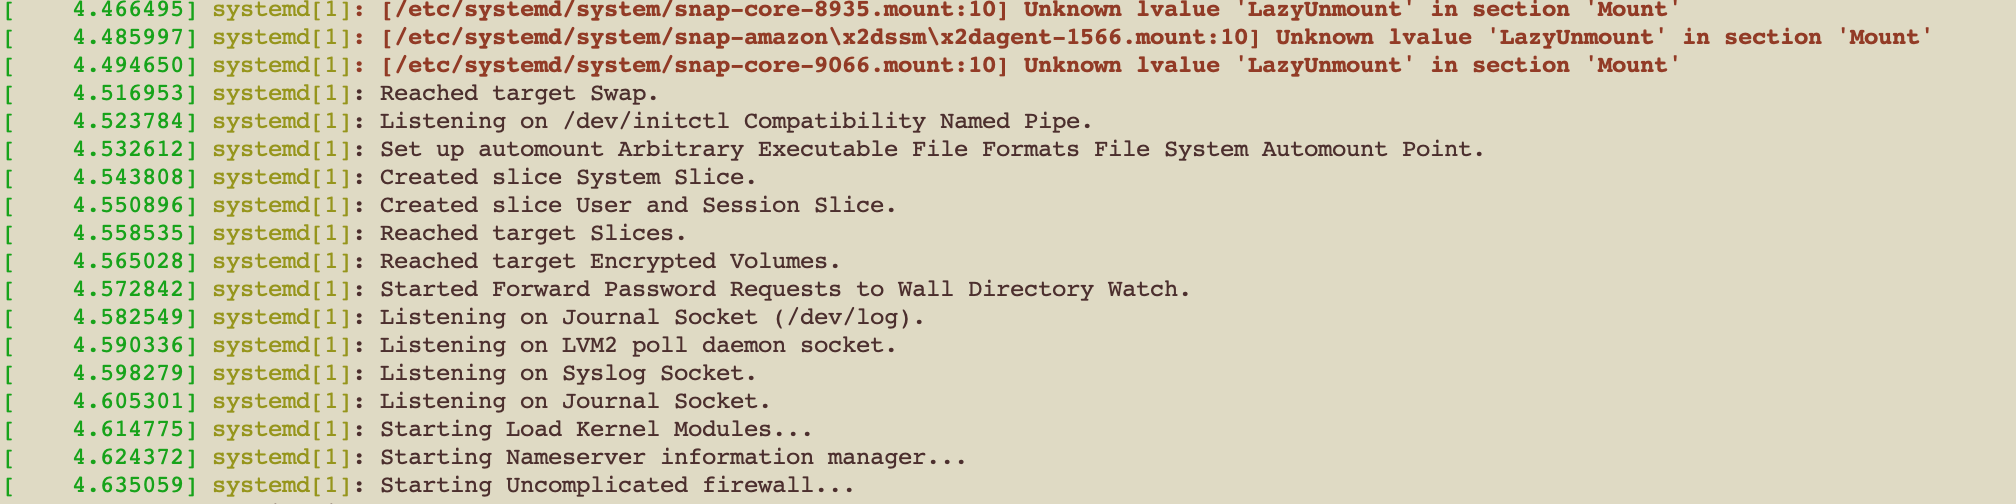 [    4.466495] systemd[1]: [/etc/systemd/system/snap-core-8935.mount:10] Unknown lvalue 'LazyUnmount' in section 'Mount'
[    4.485997] systemd[1]: [/etc/systemd/system/snap-amazon\x2dssm\x2dagent-1566.mount:10] Unknown lvalue 'LazyUnmount' in section 'Mount'
[    4.494650] systemd[1]: [/etc/systemd/system/snap-core-9066.mount:10] Unknown lvalue 'LazyUnmount' in section 'Mount'
[    4.516953] systemd[1]: Reached target Swap.
[    4.523784] systemd[1]: Listening on /dev/initctl Compatibility Named Pipe.
[    4.532612] systemd[1]: Set up automount Arbitrary Executable File Formats File System Automount Point.
[    4.543808] systemd[1]: Created slice System Slice.
[    4.550896] systemd[1]: Created slice User and Session Slice.
[    4.558535] systemd[1]: Reached target Slices.
[    4.565028] systemd[1]: Reached target Encrypted Volumes.
[    4.572842] systemd[1]: Started Forward Password Requests to Wall Directory Watch.
[    4.582549] systemd[1]: Listening on Journal Socket (/dev/log).
[    4.590336] systemd[1]: Listening on LVM2 poll daemon socket.
[    4.598279] systemd[1]: Listening on Syslog Socket.
[    4.605301] systemd[1]: Listening on Journal Socket.
[    4.614775] systemd[1]: Starting Load Kernel Modules...
[    4.624372] systemd[1]: Starting Nameserver information manager...
[    4.635059] systemd[1]: Starting Uncomplicated firewall...